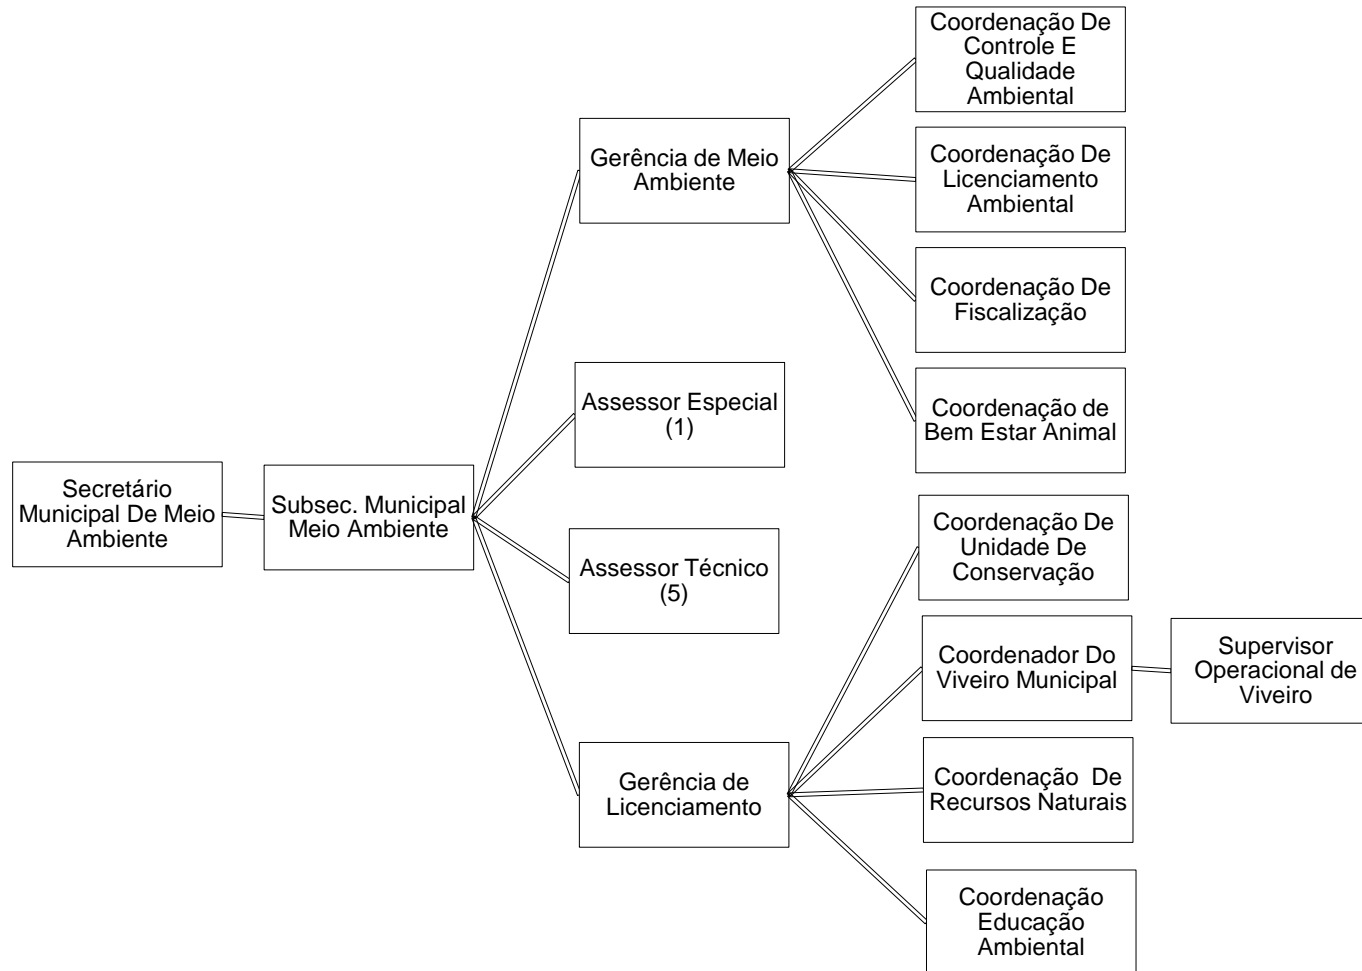 Secretário
Municipal De Meio
Ambiente
Subsec. Municipal
Meio Ambiente
Gerência de Meio
Ambiente
Coordenação De
Controle E
Qualidade
Ambiental
Coordenação De
Licenciamento
Ambiental
Coordenação De
Fiscalização
Coordenação de
Bem Estar Animal
Assessor Especial
(1)
Assessor Técnico
(5)
Gerência de
Licenciamento
Coordenação De
Unidade De
Conservação
Coordenador Do
Viveiro Municipal
Supervisor
Operacional de
Viveiro
Coordenação  De
Recursos Naturais
Coordenação
Educação
Ambiental